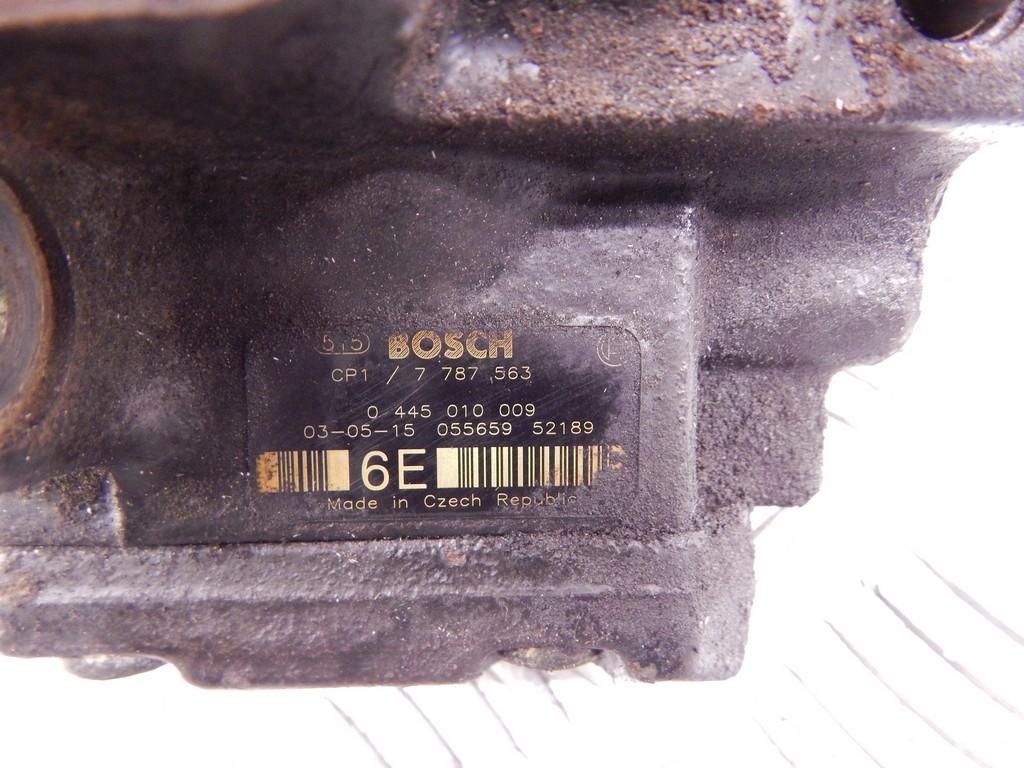 515 BOSCH
CP1 / 7 787 563
0 445 010 009
03-05-15 055659 52189
6E
Made in Czech Republic